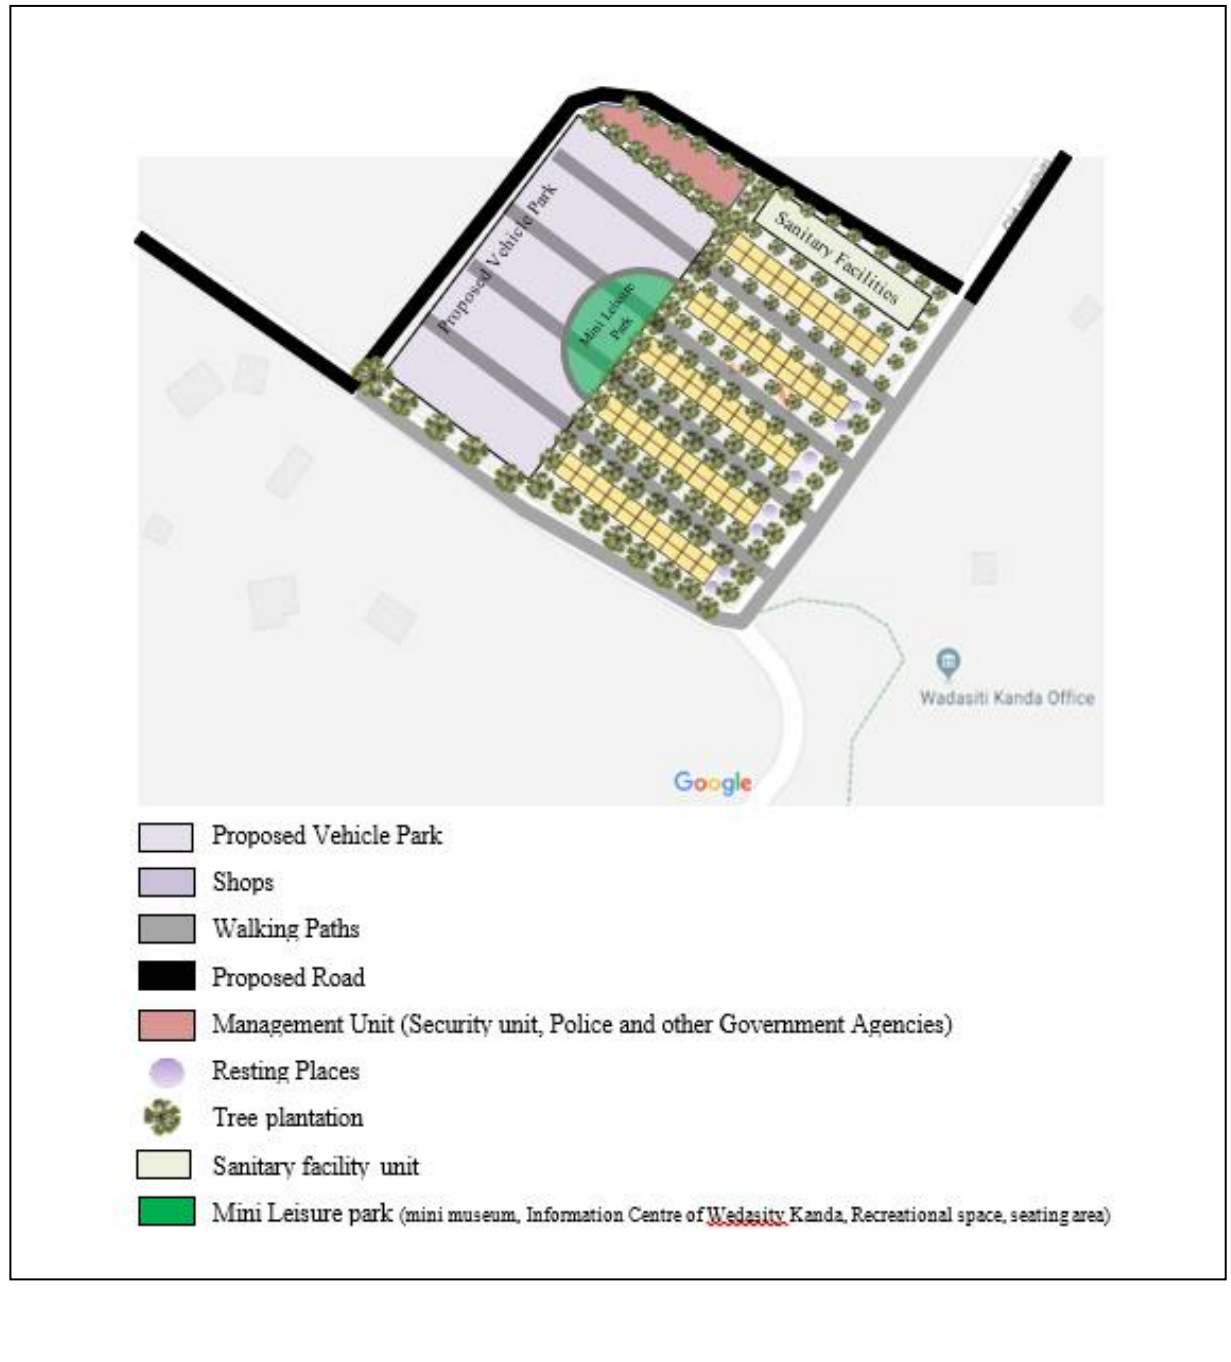 Sanitary Facilities
Proposed Vehicle Park
Mini Leisure
Park
Wadasiti Kanda Office
Google
Proposed Vehicle Park
Shops
Walking Paths
Proposed Road
Management Unit (Security unit, Police and other Government Agencies)
Resting Places
Tree plantation
Sanitary facility unit
Mini Leisure park (mini museum, Information Centre of Wedasity Kanda, Recreational space, seating area)